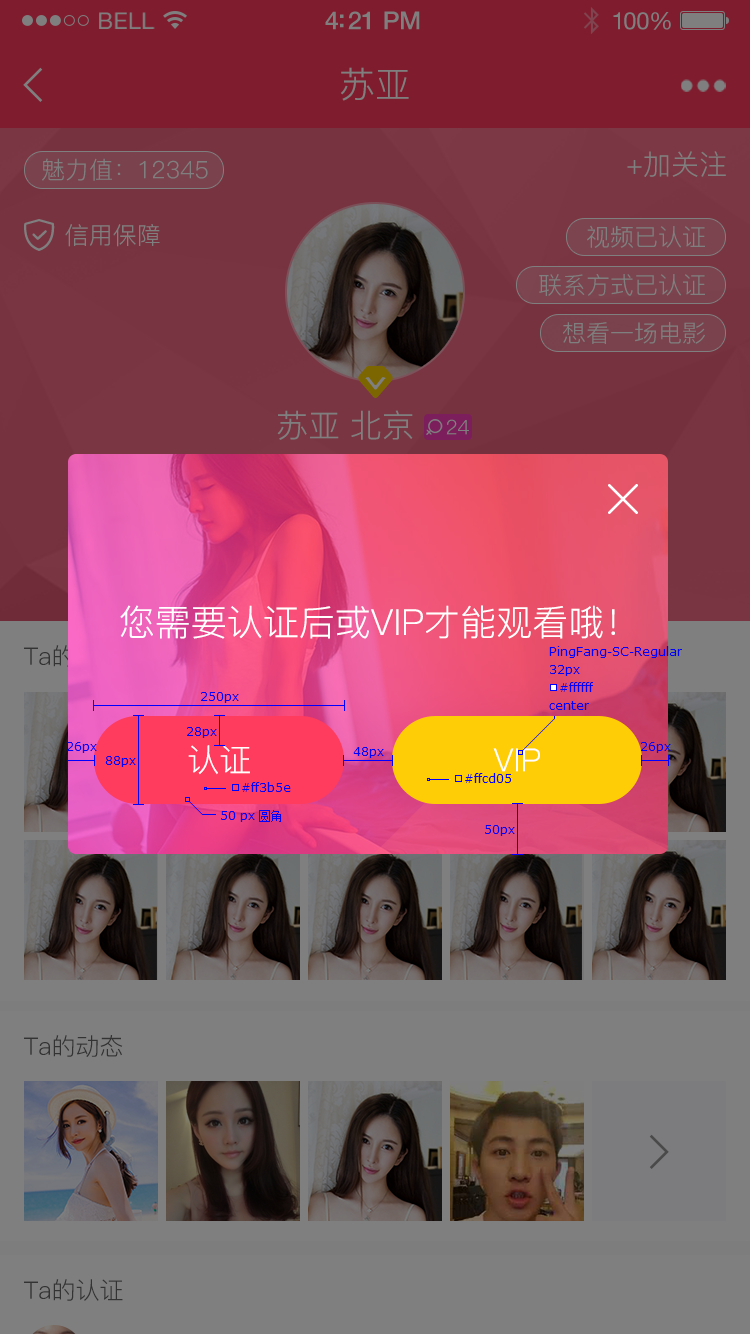 BELL 4:21 PM 100%
苏亚
魅力值：12345
+加关注
信用保障
视频已认证
联系方式已认证
想看一场电影
苏亚 北京 24
您需要认证后或VIP才能观看哦！
Ta的
PingFang-SC-Regular
32px
#ffffff
center
250px
28px
26px
88px
认证
48px
VIP
26px
#ff3b5e
#ffcd05
50 px 圆角
50px
Ta的动态
Ta的认证